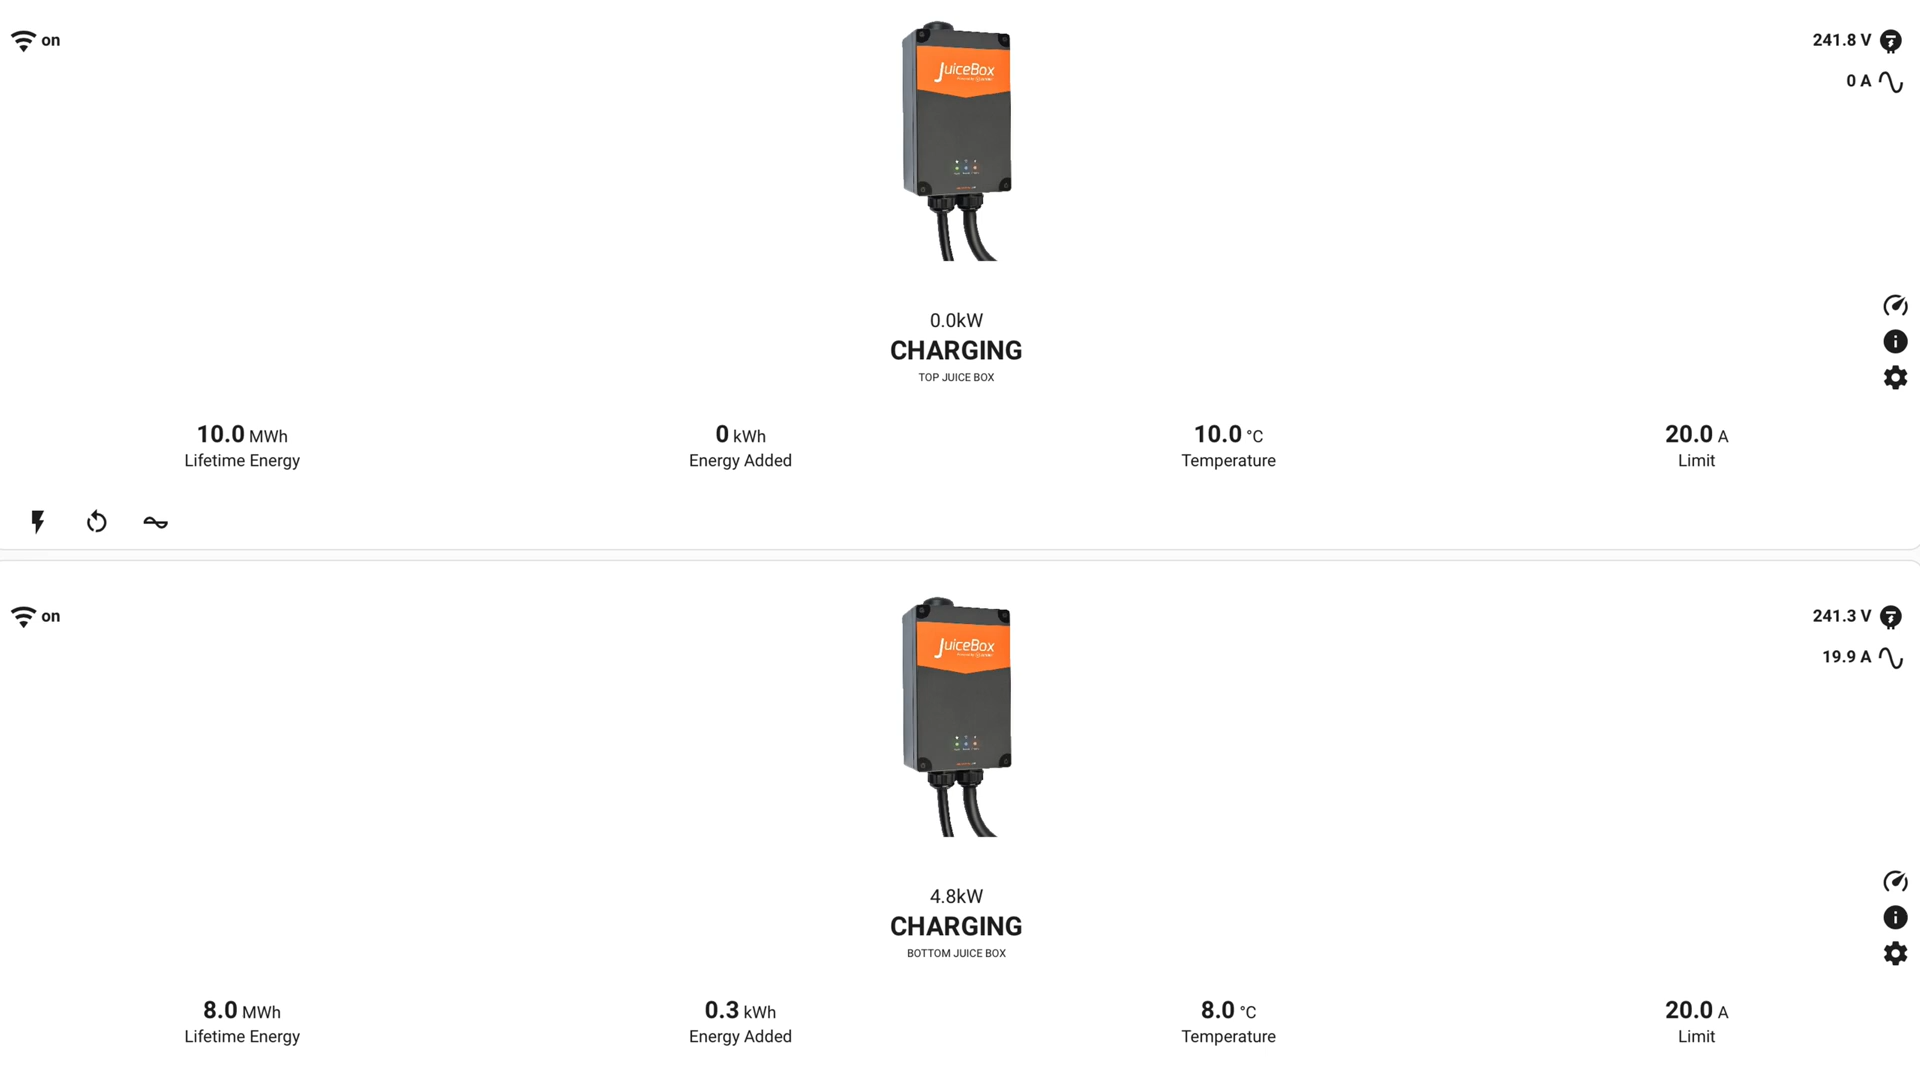 on
241.8 V
0 A
JuiceBox
0.0kW
CHARGING
TOP JUICE BOX
10.0 MWh
Lifetime Energy
0 kWh
Energy Added
10.0 °C
Temperature
20.0 A
Limit
on
241.3 V
19.9 A
JuiceBox
4.8kW
CHARGING
BOTTOM JUICE BOX
8.0 MWh
Lifetime Energy
0.3 kWh
Energy Added
8.0 °C
Temperature
20.0 A
Limit